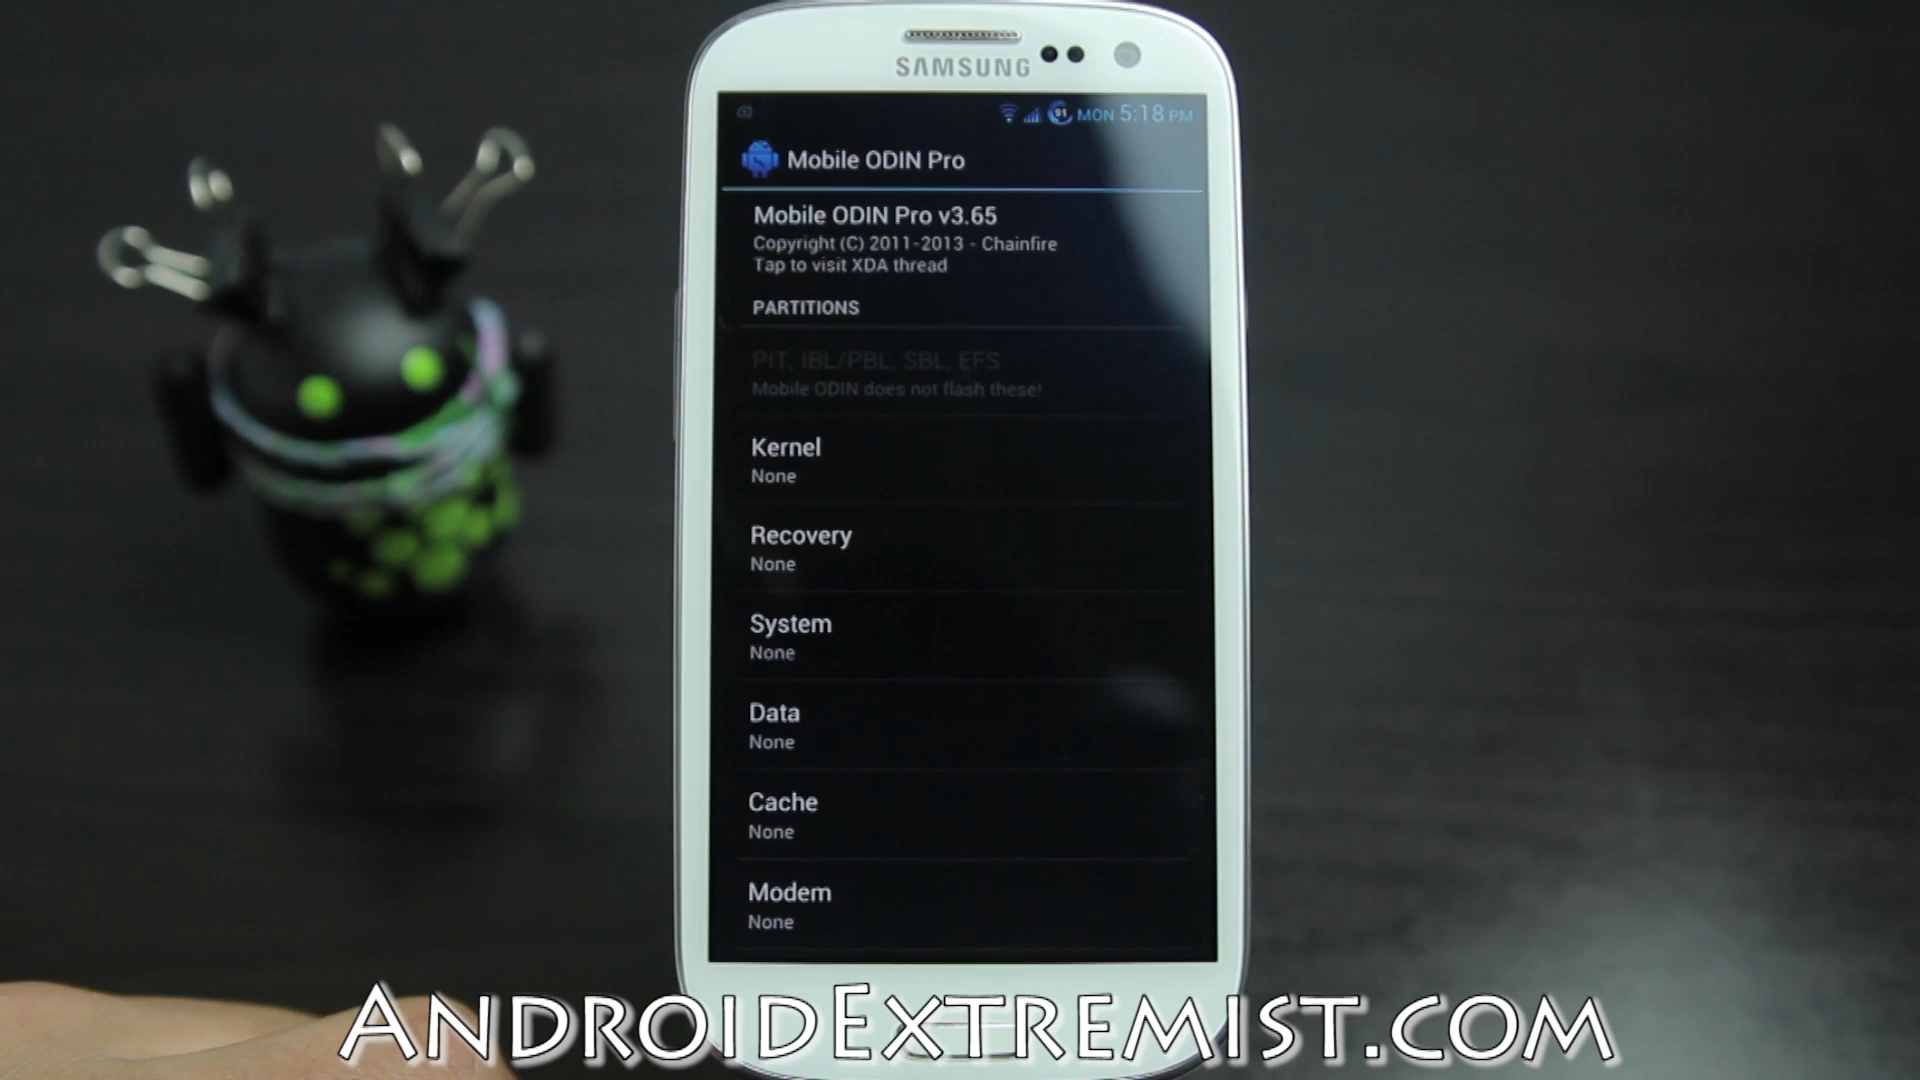 SAMSUNG
91 MON 5:18 PM
Mobile ODIN Pro
Mobile ODIN Pro v3.65
Copyright (C) 2011-2013 - Chainfire
Tap to visit XDA thread
PARTITIONS
PIT, IBL/PBL, SBL, EFS
Mobile ODIN does not flash these!
Kernel
None
Recovery
None
System
None
Data
None
Cache
None
Modem
None
ANDROIDEXTREMIST.COM